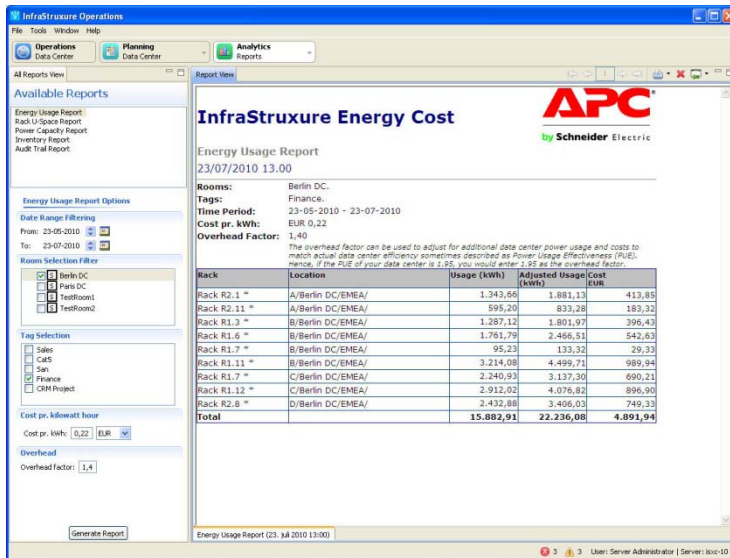 InfraStruxure Operations
File Tools Window Help
Operations
Data Center
Planning
Data Center
Analytics
Reports
All Reports View
Available Reports
Energy Usage Report
Rack U-Space Report
Power Capacity Report
Inventory Report
Audit Trail Report
Energy Usage Report Options
Date Range Filtering
From: 23-05-2010
To: 23-07-2010
Room Selection Filter
Berlin DC
Paris DC
TestRoom1
TestRoom2
Tag Selection
Sales
Cat5
San
Finance
CRM Project
Cost pr. kilowatt hour
Cost pr. kWh: 0,22 EUR
Overhead
Overhead factor: 1,4
Generate Report
Report View
1
APC
by Schneider Electric
InfraStruxure Energy Cost
Energy Usage Report
23/07/2010 13.00
Rooms: Berlin DC.
Tags: Finance.
Time Period: 23-05-2010 - 23-07-2010
Cost pr. kWh: EUR 0,22
Overhead Factor: 1,40
The overhead factor can be used to adjust for additional data center power usage and costs to
match actual data center efficiency sometimes described as Power Usage Effectiveness (PUE).
Hence, if the PUE of your data center is 1.95, you would enter 1.95 as the overhead factor.
Rack Location Usage (kWh) Adjusted Usage (kWh) Cost EUR
Rack R2.1 * A/Berlin DC/EMEA/ 1.343,66 1.881,13 413,85
Rack R2.11 * A/Berlin DC/EMEA/ 595,20 833,28 183,32
Rack R1.3 * B/Berlin DC/EMEA/ 1.287,12 1.801,97 396,43
Rack R1.6 * B/Berlin DC/EMEA/ 1.761,79 2.466,51 542,63
Rack R1.7 * B/Berlin DC/EMEA/ 95,23 133,32 29,33
Rack R1.11 * B/Berlin DC/EMEA/ 3.214,08 4.499,71 989,94
Rack R1.7 * C/Berlin DC/EMEA/ 2.240,93 3.137,30 690,21
Rack R1.12 * C/Berlin DC/EMEA/ 2.912,02 4.076,82 896,90
Rack R2.8 * D/Berlin DC/EMEA/ 2.432,88 3.406,03 749,33
Total 15.882,91 22.236,08 4.891,94
Energy Usage Report (23. juli 2010 13:00)
3 3 User: Server Administrator | Server: isxc-10